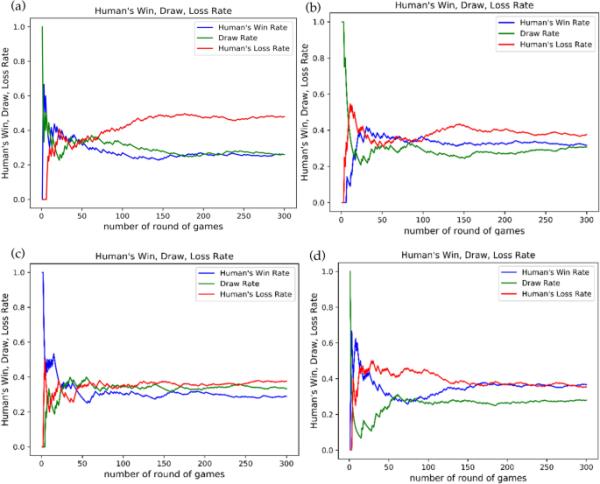 (a)
Human's Win, Draw, Loss Rate
Human's Win, Draw, Loss Rate
1.0
0.8
0.6
0.4
0.2
0.0
Human's Win Rate
Draw Rate
Human's Loss Rate
0 50 100 150 200 250 300
number of round of games
(b)
Human's Win, Draw, Loss Rate
Human's Win, Draw, Loss Rate
1.0
0.8
0.6
0.4
0.2
0.0
Human's Win Rate
Draw Rate
Human's Loss Rate
0 50 100 150 200 250 300
number of round of games
(c)
Human's Win, Draw, Loss Rate
Human's Win, Draw, Loss Rate
1.0
0.8
0.6
0.4
0.2
0.0
Human's Win Rate
Draw Rate
Human's Loss Rate
0 50 100 150 200 250 300
number of round of games
(d)
Human's Win, Draw, Loss Rate
Human's Win, Draw, Loss Rate
1.0
0.8
0.6
0.4
0.2
0.0
Human's Win Rate
Draw Rate
Human's Loss Rate
0 50 100 150 200 250 300
number of round of games